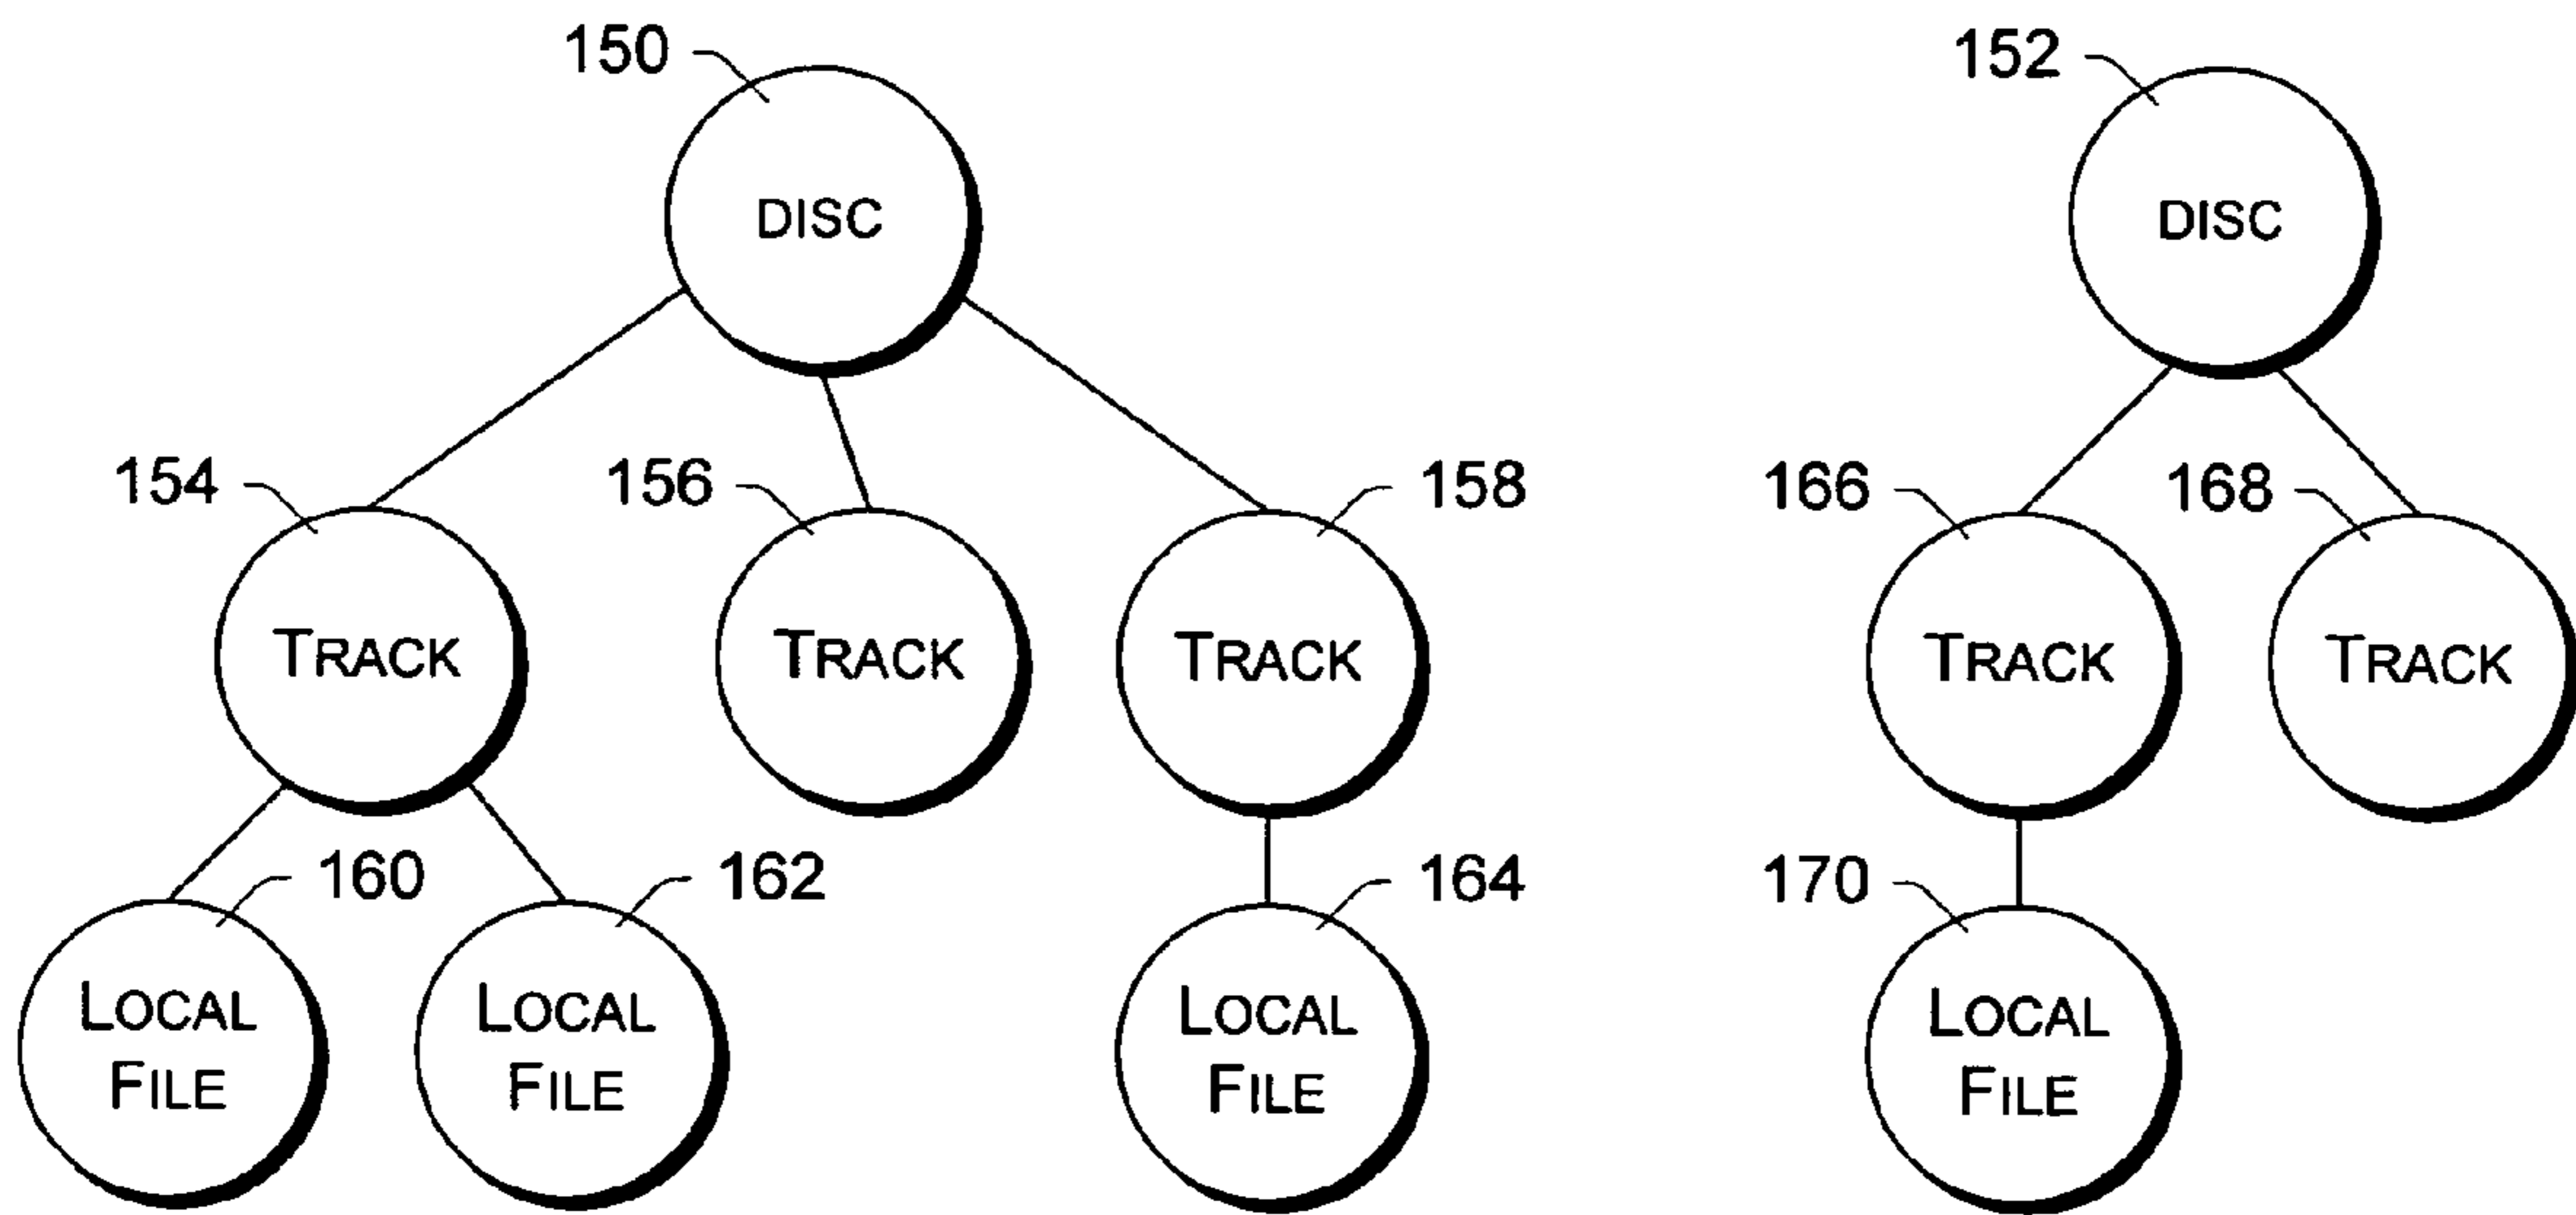 150
152
DISC
DISC
154
156
158
166
168
TRACK
TRACK
TRACK
TRACK
TRACK
160
162
164
170
LOCAL
FILE
LOCAL
FILE
LOCAL
FILE
LOCAL
FILE